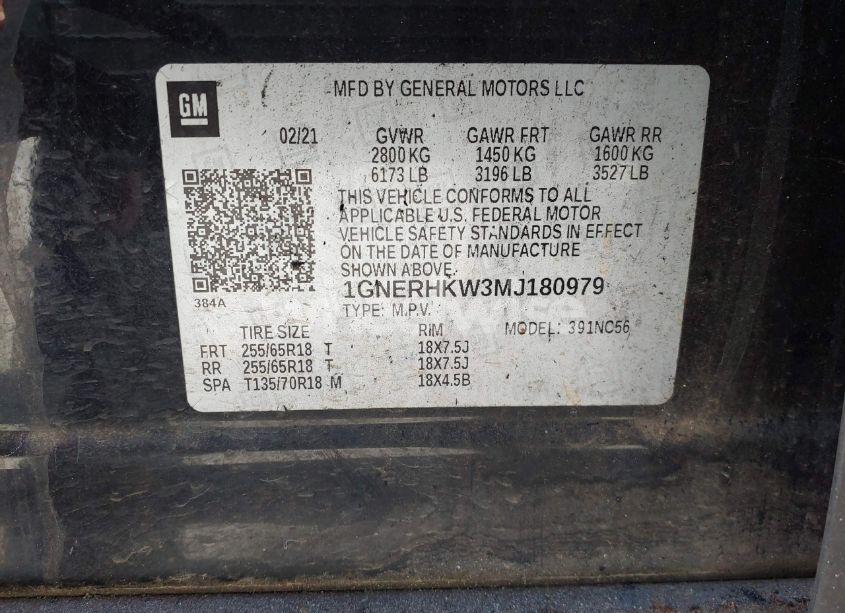 GM
MFD BY GENERAL MOTORS LLC
02/21 GVWR GAWR FRT GAWR RR
2800 KG 1450 KG 1600 KG
6173 LB 3196 LB 3527 LB
THIS VEHICLE CONFORMS TO ALL
APPLICABLE U.S. FEDERAL MOTOR
VEHICLE SAFETY STANDARDS IN EFFECT
ON THE DATE OF MANUFACTURE
SHOWN ABOVE.
384A
1GNERHKW3MJ180979
TYPE: M.P.V.
TIRE SIZE RIM MODEL: 391NC56
FRT 255/65R18 T 18X7.5J
RR 255/65R18 T 18X7.5J
SPA T135/70R18 M 18X4.5B